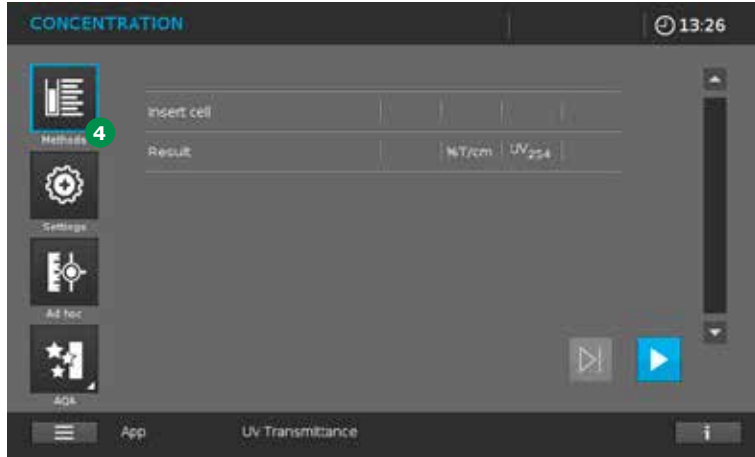 CONCENTRATION 13:26
Methods 4
Insert cell
Result %T/cm UV254
Settings
Ad hoc
AQA
App UV Transmittance i